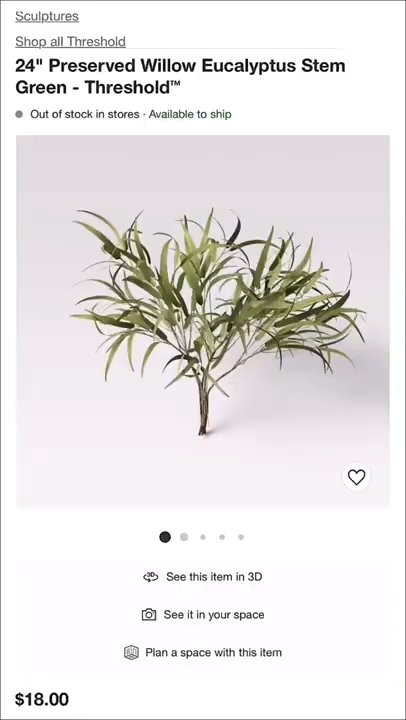 Sculptures
Shop all Threshold
24" Preserved Willow Eucalyptus Stem
Green - Threshold™
Out of stock in stores · Available to ship
See this item in 3D
See it in your space
Plan a space with this item
$18.00